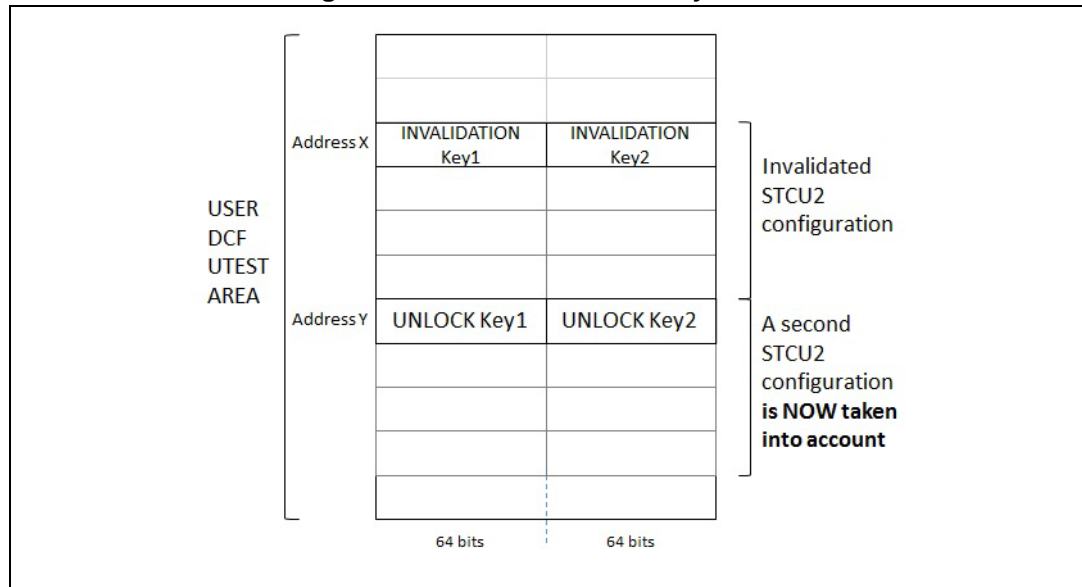 Address X
INVALIDATION
Key1
INVALIDATION
Key2
Invalidated
STCU2
configuration
USER
DCF
UTEST
AREA
Address Y
UNLOCK Key1
UNLOCK Key2
A second
STCU2
configuration
is NOW taken
into account
64 bits
64 bits